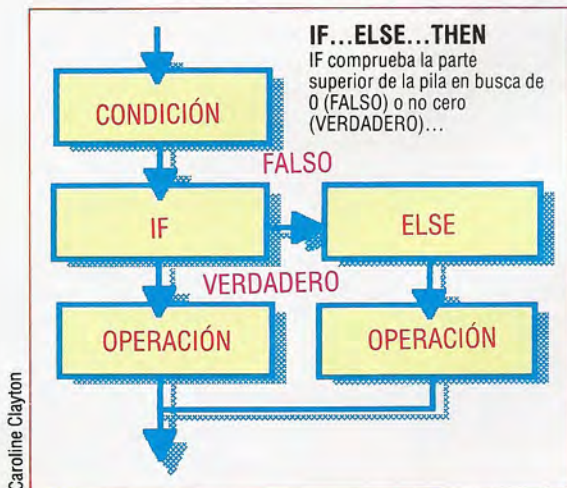 IF...ELSE...THEN
IF comprueba la parte
superior de la pila en busca de
0 (FALSO) o no cero
(VERDADERO)...
CONDICIÓN
FALSO
IF
ELSE
VERDADERO
OPERACIÓN
OPERACIÓN
Caroline Clayton